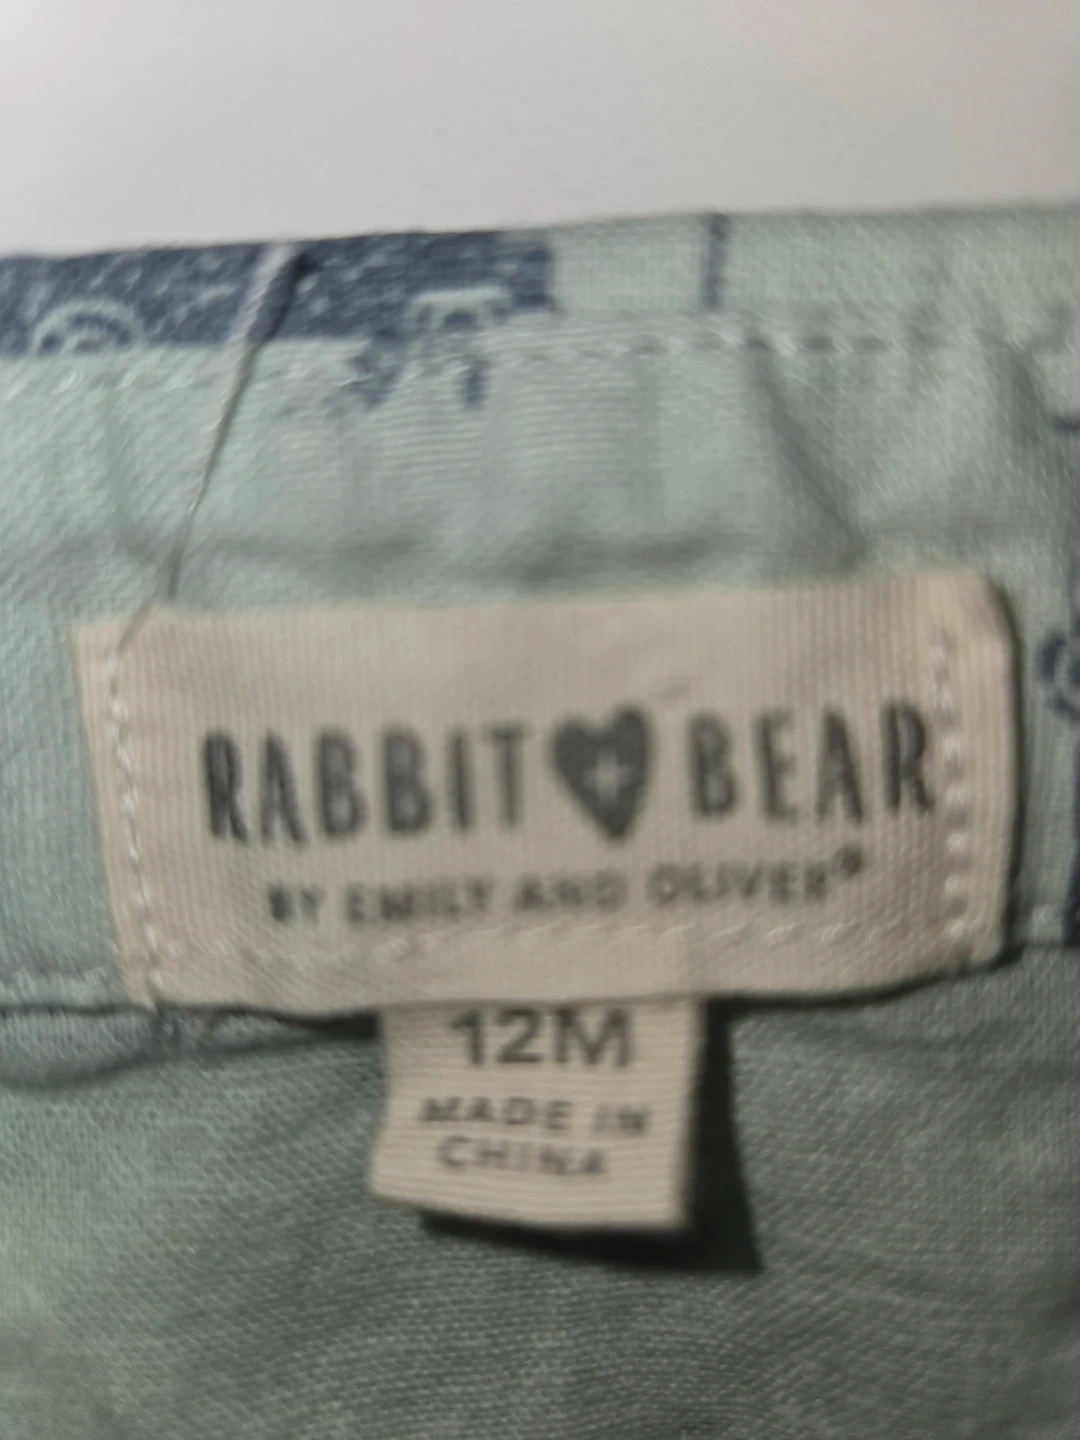 RABBIT BEAR
BY EMILY AND OLIVER®
12M
MADE IN
CHINA